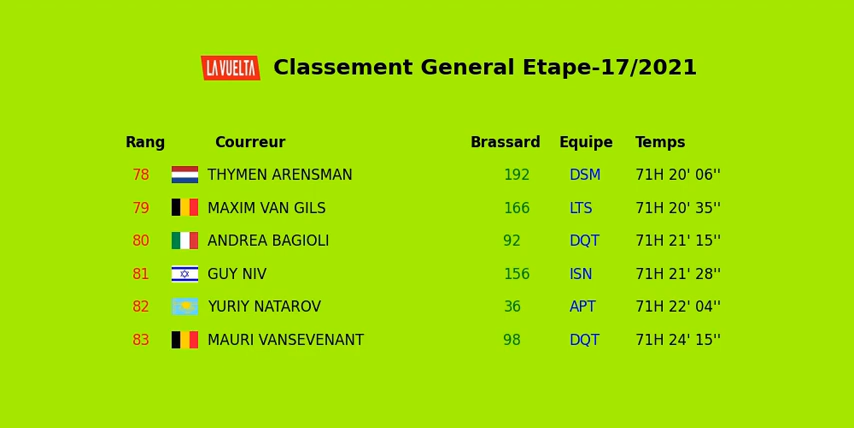 LA VUELTA Classement General Etape-17/2021
Rang Courreur Brassard Equipe Temps
78 THYMEN ARENSMAN 192 DSM 71H 20' 06''
79 MAXIM VAN GILS 166 LTS 71H 20' 35''
80 ANDREA BAGIOLI 92 DQT 71H 21' 15''
81 GUY NIV 156 ISN 71H 21' 28''
82 YURIY NATAROV 36 APT 71H 22' 04''
83 MAURI VANSEVENANT 98 DQT 71H 24' 15''